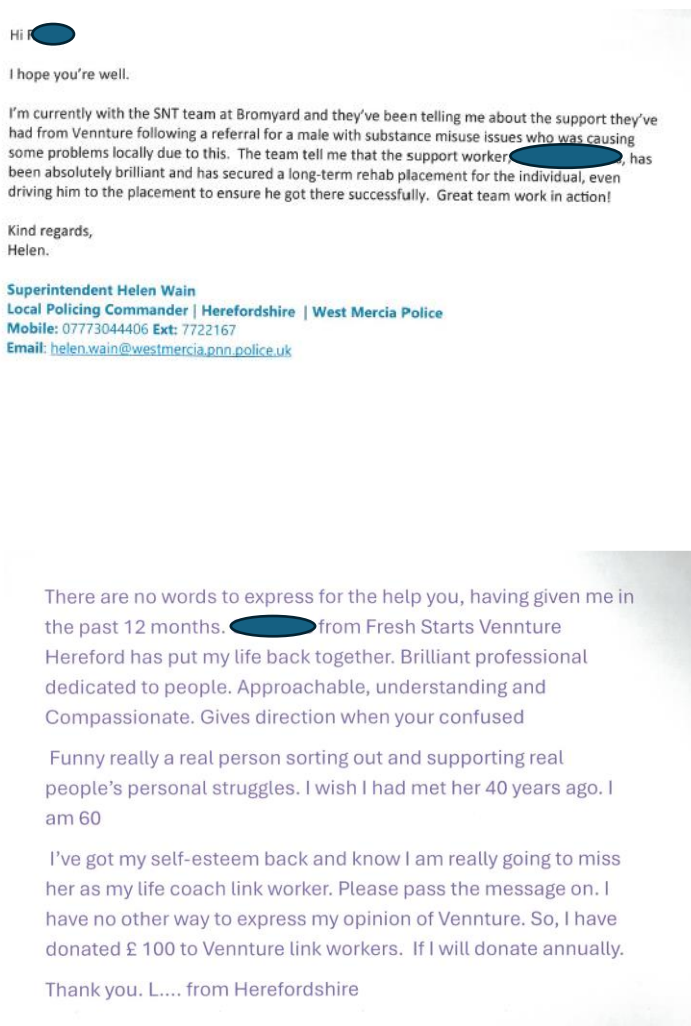 Hi
I hope you're well.
I'm currently with the SNT team at Bromyard and they've been telling me about the support they've
had from Vennture following a referral for a male with substance misuse issues who was causing
some problems locally due to this. The team tell me that the support worker, , has
been absolutely brilliant and has secured a long-term rehab placement for the individual, even
driving him to the placement to ensure he got there successfully. Great team work in action!
Kind regards,
Helen.
Superintendent Helen Wain
Local Policing Commander | Herefordshire | West Mercia Police
Mobile: 07773044406 Ext: 7722167
Email: helen.wain@westmercia.pnn.police.uk
There are no words to express for the help you, having given me in
the past 12 months. from Fresh Starts Vennture
Hereford has put my life back together. Brilliant professional
dedicated to people. Approachable, understanding and
Compassionate. Gives direction when your confused
Funny really a real person sorting out and supporting real
people's personal struggles. I wish I had met her 40 years ago. I
am 60
I've got my self-esteem back and know I am really going to miss
her as my life coach link worker. Please pass the message on. I
have no other way to express my opinion of Vennture. So, I have
donated £ 100 to Vennture link workers. If I will donate annually.
Thank you. L.... from Herefordshire